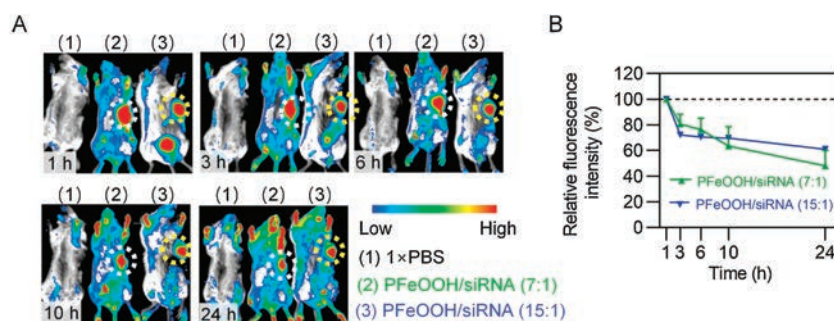 A
(1) (2) (3) (1) (2) (3) (1) (2) (3)
1 h
3 h
6 h
(1) (2) (3) (1) (2) (3)
10 h
24 h
Low High
(1) 1×PBS
(2) PFeOOH/siRNA (7:1)
(3) PFeOOH/siRNA (15:1)
B
Relative fluorescence
intensity (%)
120
100
80
60
40
20
0
PFeOOH/siRNA (7:1)
PFeOOH/siRNA (15:1)
1 3 6 10 24
Time (h)